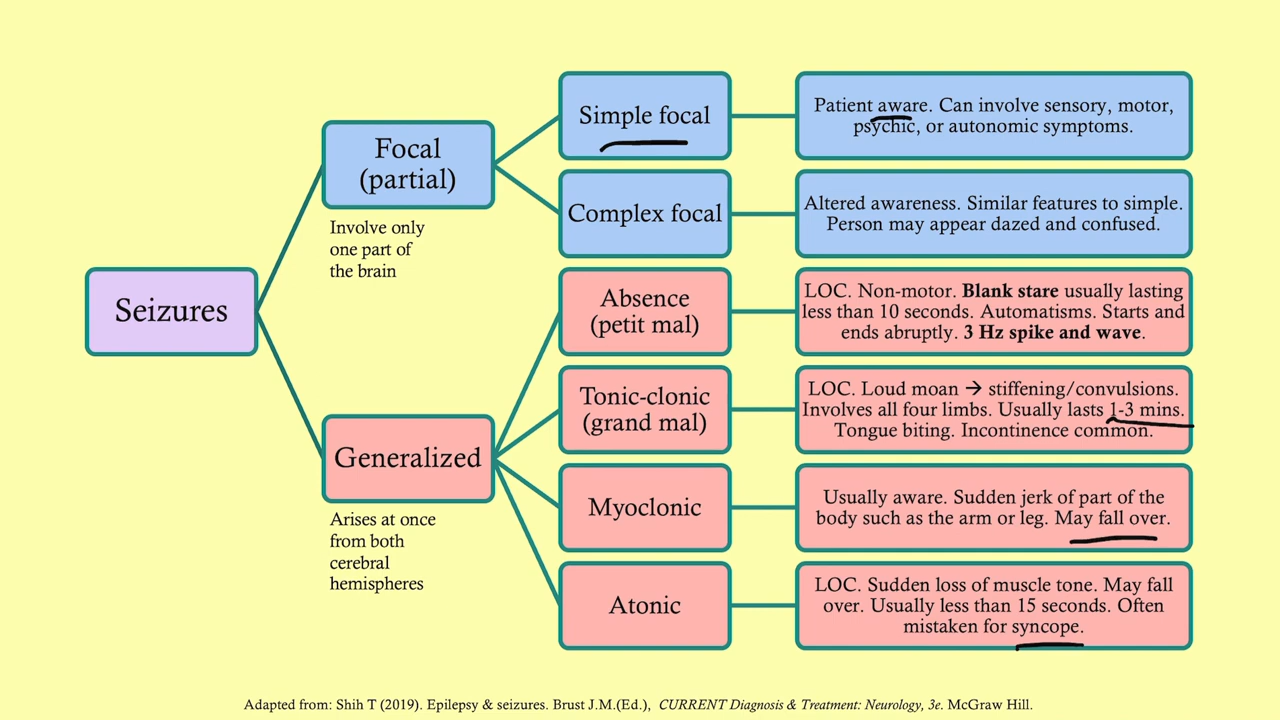 Seizures
Focal
(partial)
Involve only
one part of
the brain
Simple focal
Patient aware. Can involve sensory, motor,
psychic, or autonomic symptoms.
Complex focal
Altered awareness. Similar features to simple.
Person may appear dazed and confused.
Generalized
Arises at once
from both
cerebral
hemispheres
Absence
(petit mal)
LOC. Non-motor. Blank stare usually lasting
less than 10 seconds. Automatisms. Starts and
ends abruptly. 3 Hz spike and wave.
Tonic-clonic
(grand mal)
LOC. Loud moan → stiffening/convulsions.
Involves all four limbs. Usually lasts 1-3 mins.
Tongue biting. Incontinence common.
Myoclonic
Usually aware. Sudden jerk of part of the
body such as the arm or leg. May fall over.
Atonic
LOC. Sudden loss of muscle tone. May fall
over. Usually less than 15 seconds. Often
mistaken for syncope.
Adapted from: Shih T (2019). Epilepsy & seizures. Brust J.M.(Ed.), CURRENT Diagnosis & Treatment: Neurology, 3e. McGraw Hill.